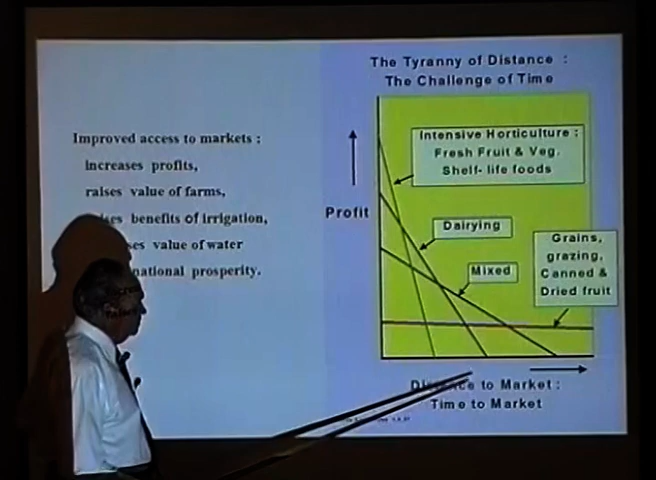 The Tyranny of Distance :
The Challenge of Time
Improved access to markets :
increases profits,
raises value of farms,
benefits of irrigation,
value of water
national prosperity.
Intensive Horticulture :
Fresh Fruit & Veg.
Shelf- life foods
Profit
Dairying
Mixed
Grains,
grazing,
Canned &
Dried fruit
Distance to Market :
Time to Market